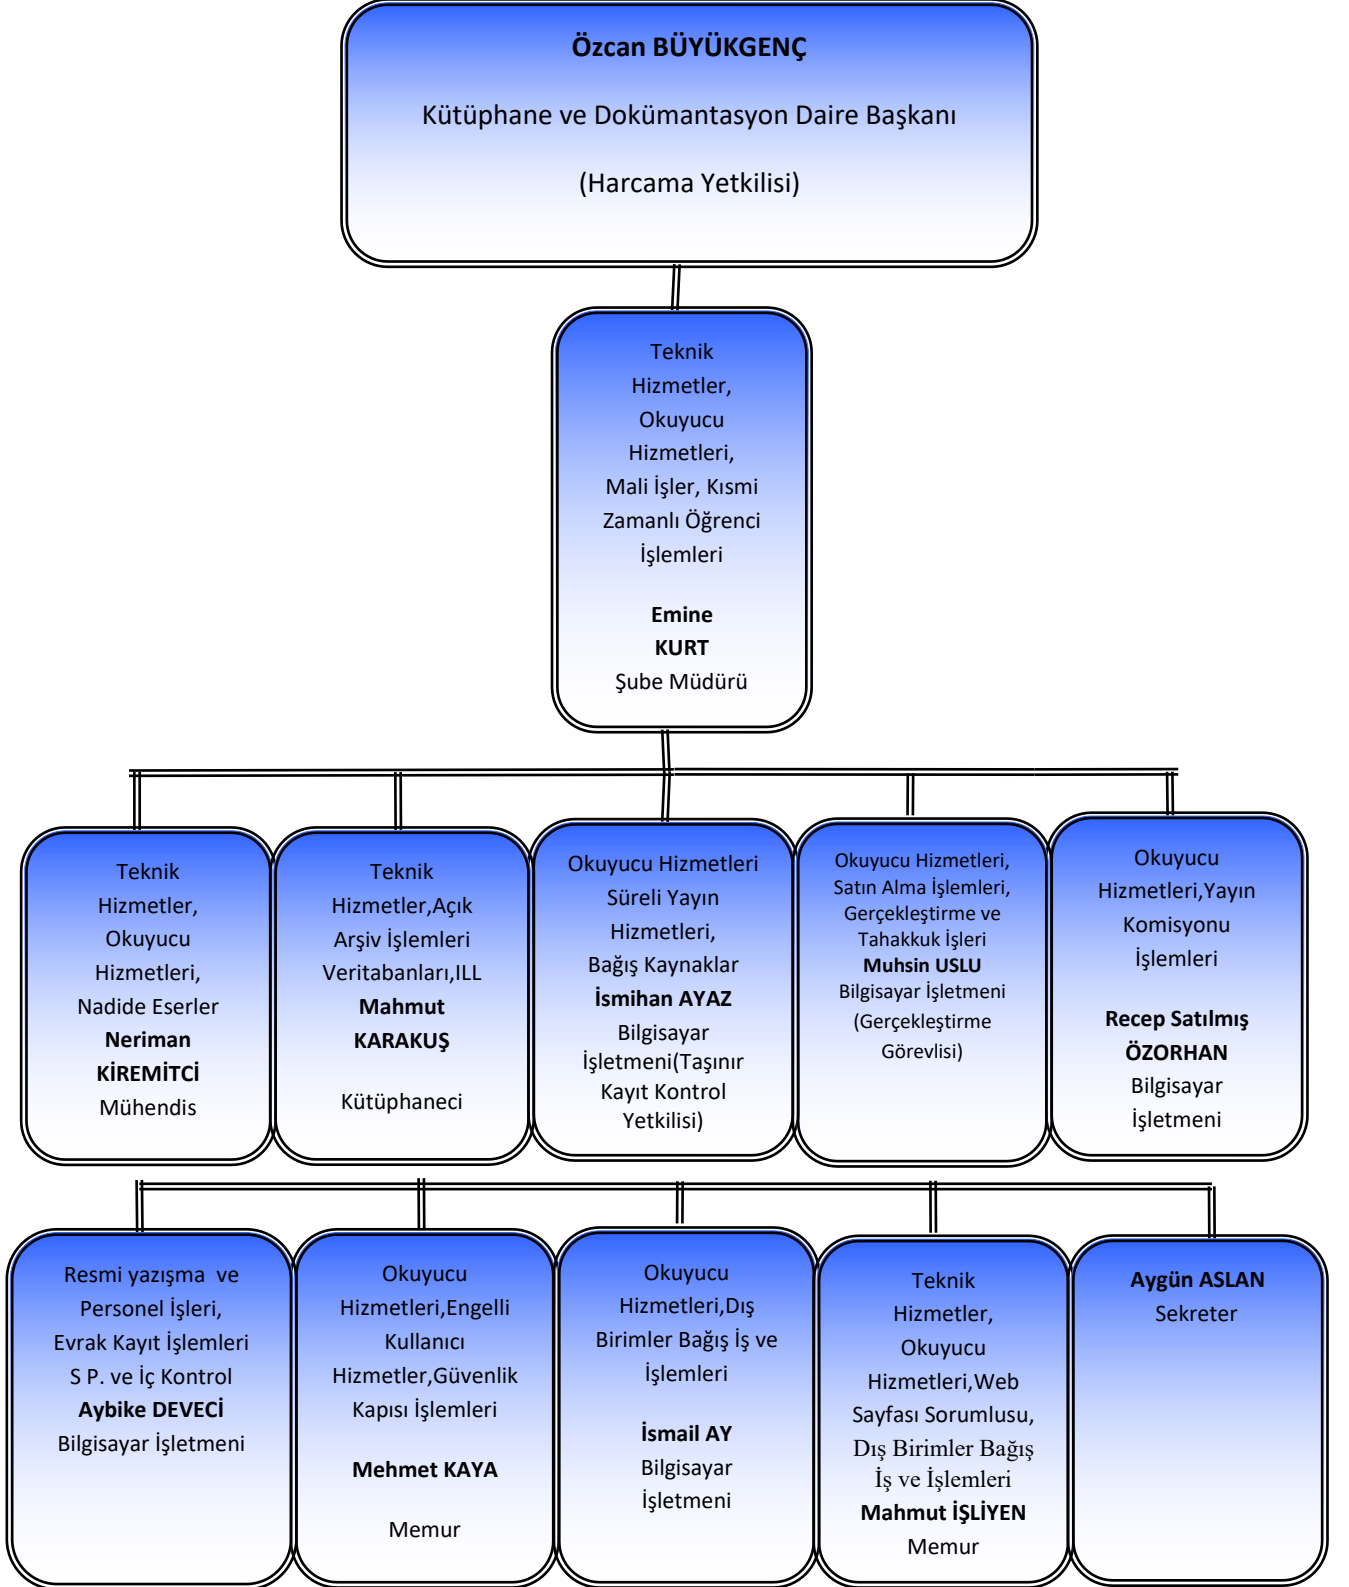 Özcan BÜYÜKGENÇ
Kütüphane ve Dokümantasyon Daire Başkanı
(Harcama Yetkilisi)
Teknik
Hizmetler,
Okuyucu
Hizmetleri,
Mali İşler, Kısmi
Zamanlı Öğrenci
İşlemleri
Emine
KURT
Şube Müdürü
Teknik
Hizmetler,
Okuyucu
Hizmetleri,
Nadide Eserler
Neriman
KİREMİTCİ
Mühendis
Teknik
Hizmetler,Açık
Arşiv İşlemleri
Veritabanları,ILL
Mahmut
KARAKUŞ
Kütüphaneci
Okuyucu Hizmetleri
Süreli Yayın
Hizmetleri,
Bağış Kaynaklar
İsmihan AYAZ
Bilgisayar
İşletmeni(Taşınır
Kayıt Kontrol
Yetkilisi)
Okuyucu Hizmetleri,
Satın Alma İşlemleri,
Gerçekleştirme ve
Tahakkuk İşleri
Muhsin USLU
Bilgisayar İşletmeni
(Gerçekleştirme
Görevlisi)
Okuyucu
Hizmetleri,Yayın
Komisyonu
İşlemleri
Recep Satılmış
ÖZORHAN
Bilgisayar
İşletmeni
Resmi yazışma  ve
Personel İşleri,
Evrak Kayıt İşlemleri
S P. ve İç Kontrol
Aybike DEVECİ
Bilgisayar İşletmeni
Okuyucu
Hizmetleri,Engelli
Kullanıcı
Hizmetler,Güvenlik
Kapısı İşlemleri
Mehmet KAYA
Memur
Okuyucu
Hizmetleri,Dış
Birimler Bağış İş ve
İşlemleri
İsmail AY
Bilgisayar
İşletmeni
Teknik
Hizmetler,
Okuyucu
Hizmetleri,Web
Sayfası Sorumlusu,
Dış Birimler Bağış
İş ve İşlemleri
Mahmut İŞLİYEN
Memur
Aygün ASLAN
Sekreter